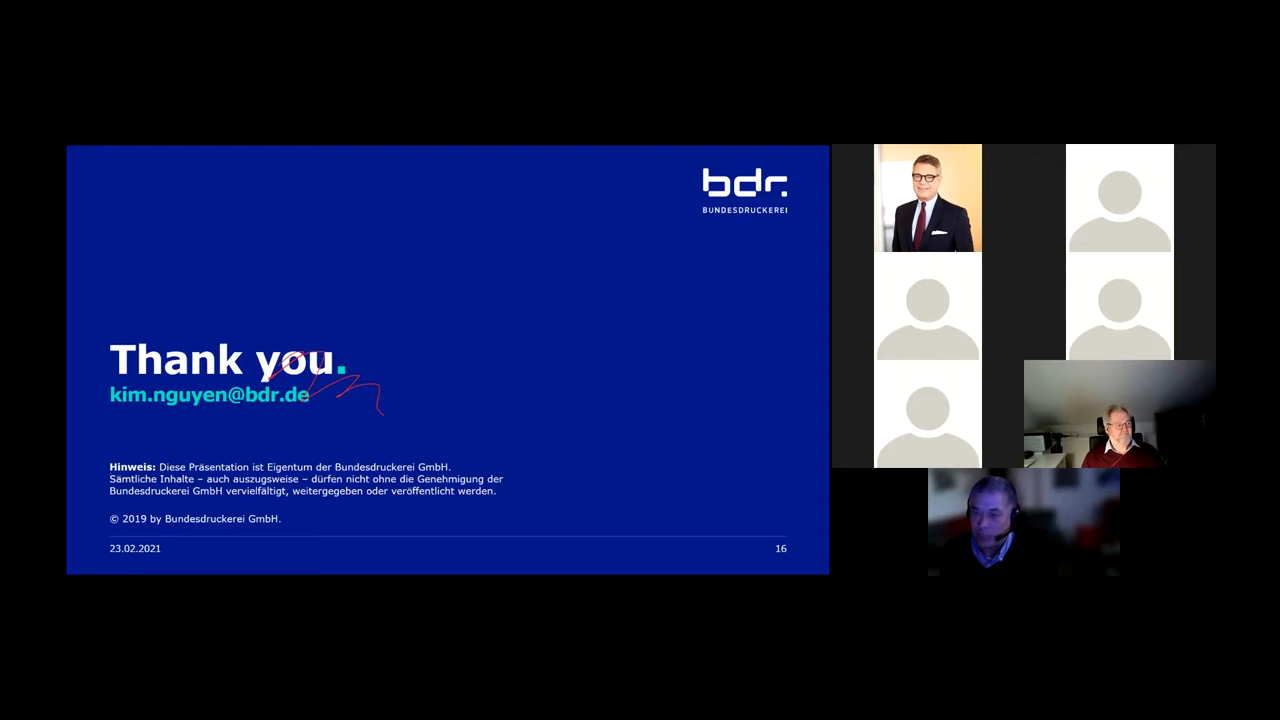 bdr.
BUNDESDRUCKEREI
Thank you.
kim.nguyen@bdr.de
Hinweis: Diese Präsentation ist Eigentum der Bundesdruckerei GmbH.
Sämtliche Inhalte – auch auszugsweise – dürfen nicht ohne die Genehmigung der
Bundesdruckerei GmbH vervielfältigt, weitergegeben oder veröffentlicht werden.
© 2019 by Bundesdruckerei GmbH.
23.02.2021
16